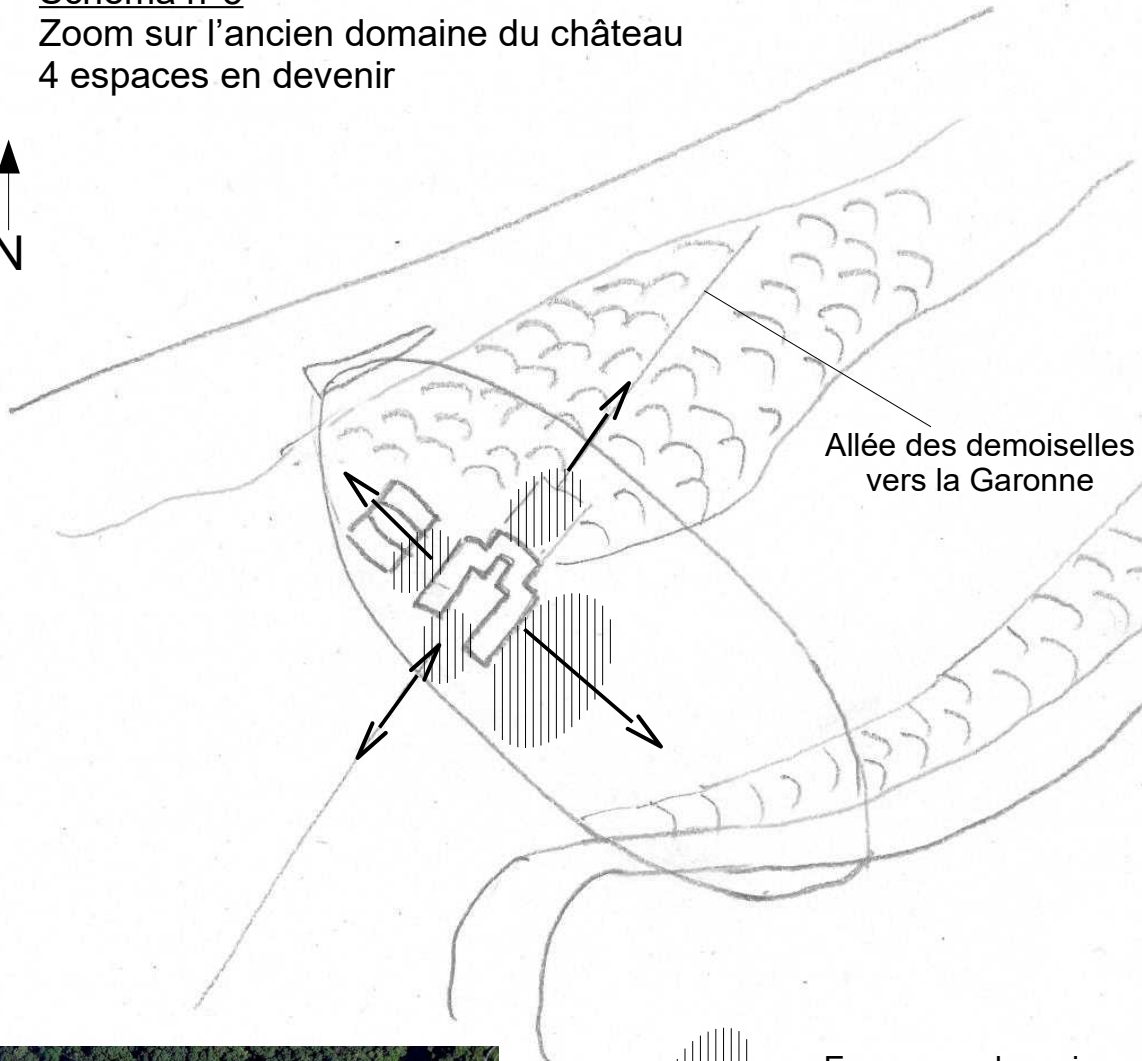 Zoom sur l'ancien domaine du château
4 espaces en devenir
N
Allée des demoiselles
vers la Garonne